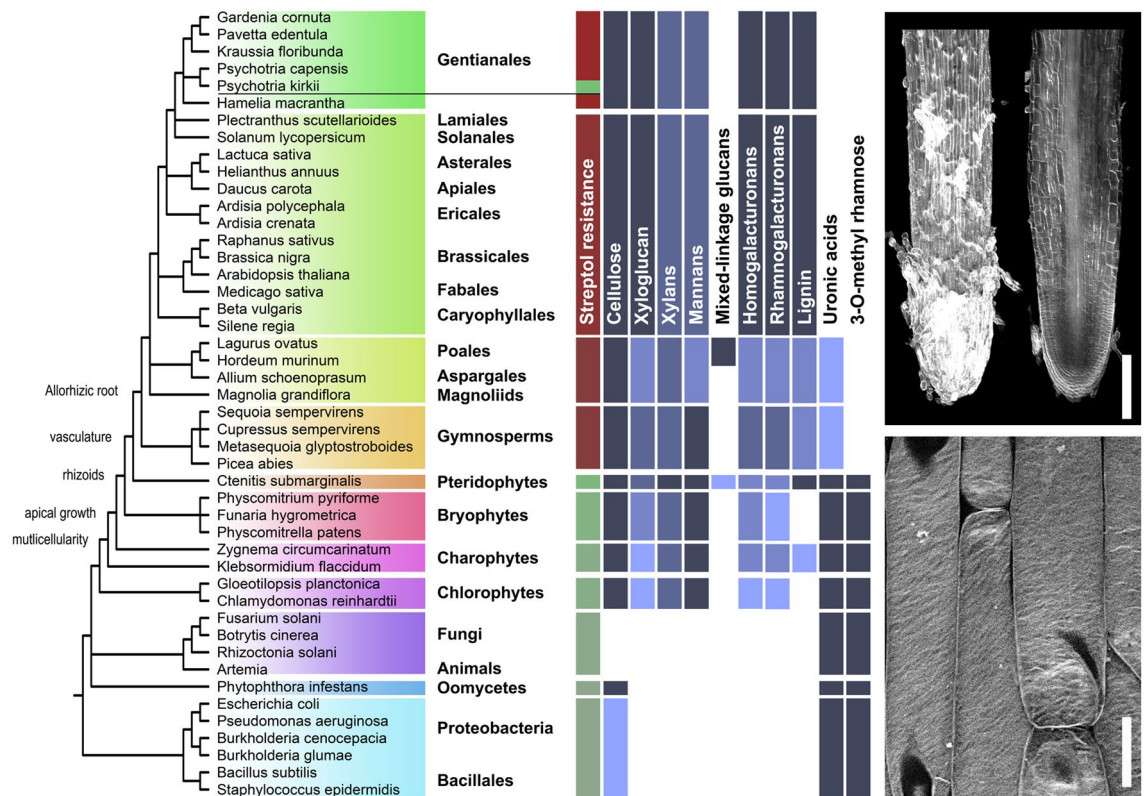 Gardenia cornuta
Pavetta edentula
Kraussia floribunda
Psychotria capensis
Psychotria kirkii
Hamelia macrantha
Gentianales
Plectranthus scutellarioides
Lamiales
Solanum lycopersicum
Solanales
Lactuca sativa
Helianthus annuus
Asterales
Daucus carota
Apiales
Ardisia polycephala
Ardisia crenata
Ericales
Raphanus sativus
Brassica nigra
Arabidopsis thaliana
Brassicales
Medicago sativa
Fabales
Beta vulgaris
Silene regia
Caryophyllales
Lagurus ovatus
Hordeum murinum
Poales
Allium schoenoprasum
Aspargales
Magnolia grandiflora
Magnoliids
Sequoia sempervirens
Cupressus sempervirens
Metasequoia glyptostroboides
Picea abies
Gymnosperms
Ctenitis submarginalis
Pteridophytes
Physcomitrium pyriforme
Funaria hygrometrica
Physcomitrella patens
Bryophytes
Zygnema circumcarinatum
Klebsormidium flaccidum
Charophytes
Gloeotilopsis planctonica
Chlamydomonas reinhardtii
Chlorophytes
Fusarium solani
Botrytis cinerea
Rhizoctonia solani
Fungi
Artemia
Animals
Phytophthora infestans
Oomycetes
Escherichia coli
Pseudomonas aeruginosa
Burkholderia cenocepacia
Burkholderia glumae
Proteobacteria
Bacillus subtilis
Staphylococcus epidermidis
Bacillales
Allorhizic root
vasculature
rhizoids
apical growth
mutlicellularity
Streptol resistance
Cellulose
Xyloglucan
Xylans
Mannans
Mixed-linkage glucans
Homogalacturonans
Rhamnogalacturonans
Lignin
Uronic acids
3-O-methyl rhamnose